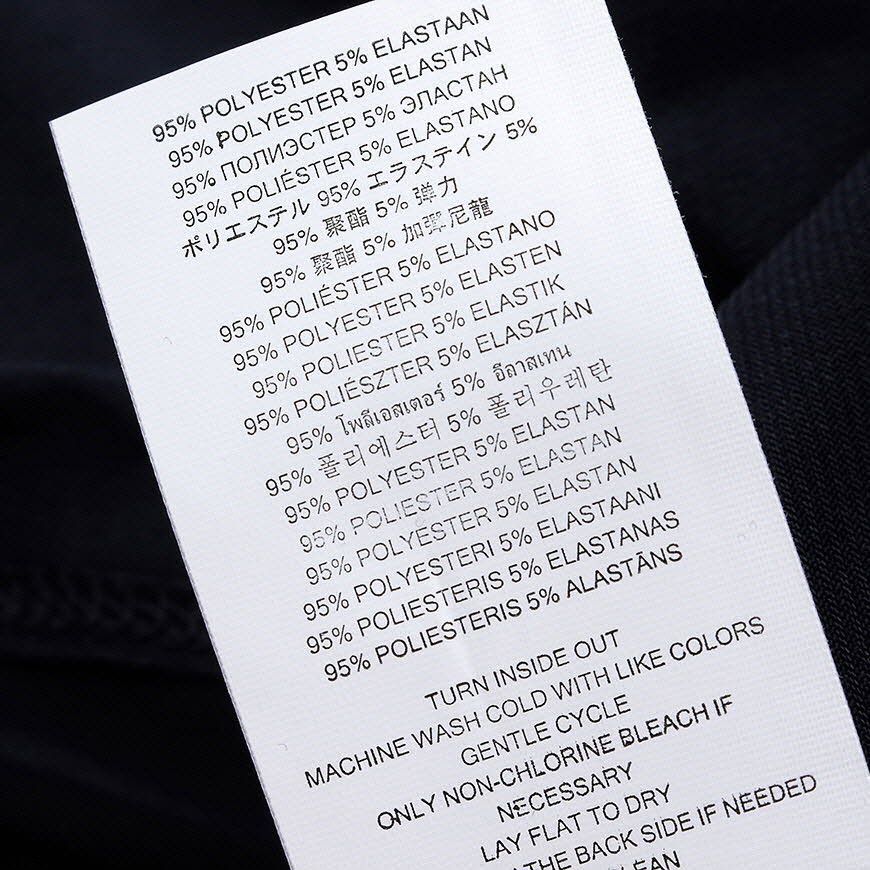 95% POLYESTER 5% ELASTAAN
95% POLYESTER 5% ELASTAN
95% ПОЛИЭСТЕР 5% ЭЛАСТАН
95% POLIÉSTER 5% ELASTANO
ポリエステル 95% エラステイン 5%
95% 聚酯 5% 弹力
95% 聚酯 5% 加彈尼龍
95% POLIÉSTER 5% ELASTANO
95% POLYESTER 5% ELASTEN
95% POLIESTER 5% ELASTIK
95% POLIÉSZTER 5% ELASZTÁN
95% โพลีเอสเตอร์ 5% อีลาสเทน
95% 폴리에스터 5% 폴리우레탄
95% POLYESTER 5% ELASTAN
95% POLIESTER 5% ELASTAN
95% POLYESTER 5% ELASTAN
95% POLYESTERI 5% ELASTAANI
95% POLIESTERIS 5% ELASTANAS
95% POLIESTERIS 5% ALASTĀNS
TURN INSIDE OUT
MACHINE WASH COLD WITH LIKE COLORS
GENTLE CYCLE
ONLY NON-CHLORINE BLEACH IF
NECESSARY
LAY FLAT TO DRY
THE BACK SIDE IF NEEDED